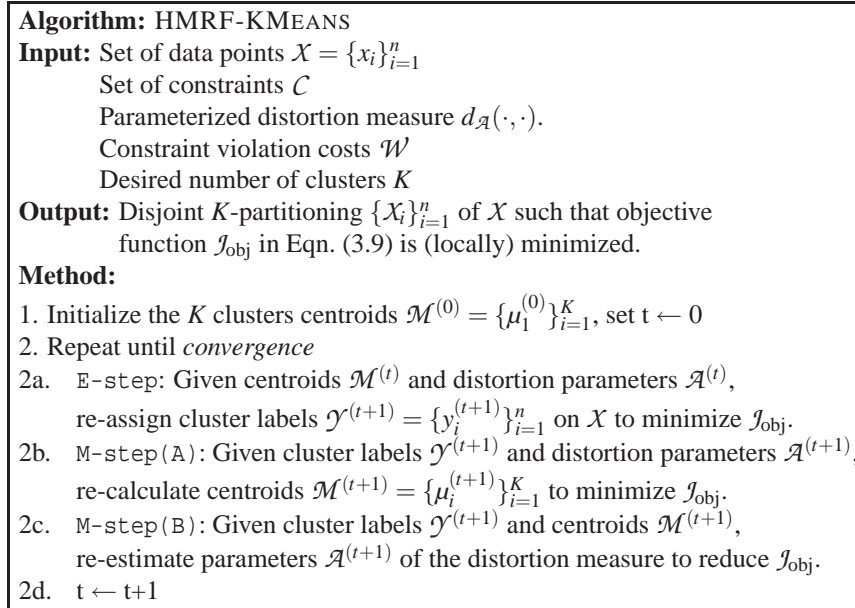 Algorithm: HMRF-KMEANS
Input: Set of data points 𝒳 = {x_i}_{i=1}^n
Set of constraints 𝒞
Parameterized distortion measure d_𝒜(·,·).
Constraint violation costs 𝒲
Desired number of clusters K
Output: Disjoint K-partitioning {𝒳_i}_{i=1}^n of 𝒳 such that objective
function 𝒥_obj in Eqn. (3.9) is (locally) minimized.
Method:
1. Initialize the K clusters centroids ℳ^(0) = {μ_1^(0)}_{i=1}^K, set t ← 0
2. Repeat until convergence
2a. E-step: Given centroids ℳ^(t) and distortion parameters 𝒜^(t),
re-assign cluster labels 𝒴^(t+1) = {y_i^(t+1)}_{i=1}^n on 𝒳 to minimize 𝒥_obj.
2b. M-step(A): Given cluster labels 𝒴^(t+1) and distortion parameters 𝒜^(t+1),
re-calculate centroids ℳ^(t+1) = {μ_i^(t+1)}_{i=1}^K to minimize 𝒥_obj.
2c. M-step(B): Given cluster labels 𝒴^(t+1) and centroids ℳ^(t+1),
re-estimate parameters 𝒜^(t+1) of the distortion measure to reduce 𝒥_obj.
2d. t ← t+1